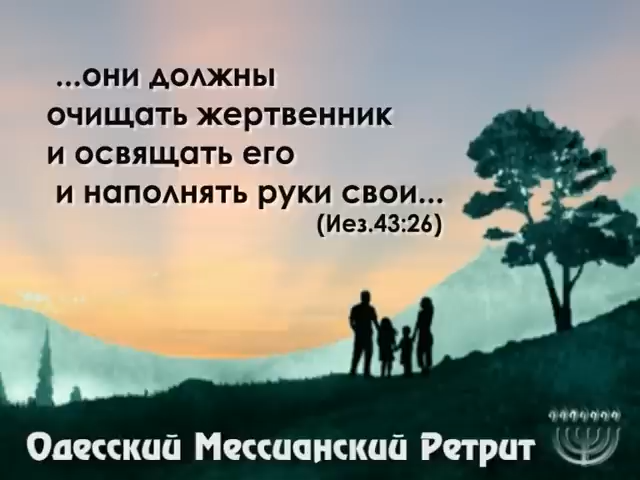 ...они должны
очищать жертвенник
и освящать его
и наполнять руки свои...
(Иез.43:26)
Одесский Мессианский Ретрит